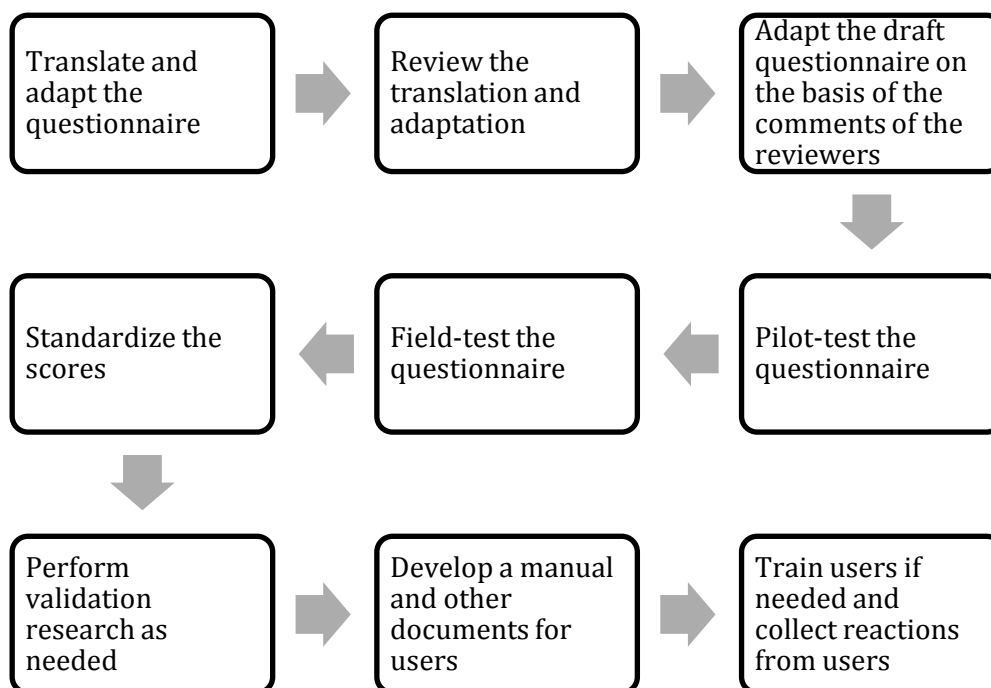 Translate and
adapt the
questionnaire
Review the
translation and
adaptation
Adapt the draft
questionnaire on
the basis of the
comments of the
reviewers
Pilot-test the
questionnaire
Field-test the
questionnaire
Standardize the
scores
Perform
validation
research as
needed
Develop a manual
and other
documents for
users
Train users if
needed and
collect reactions
from users